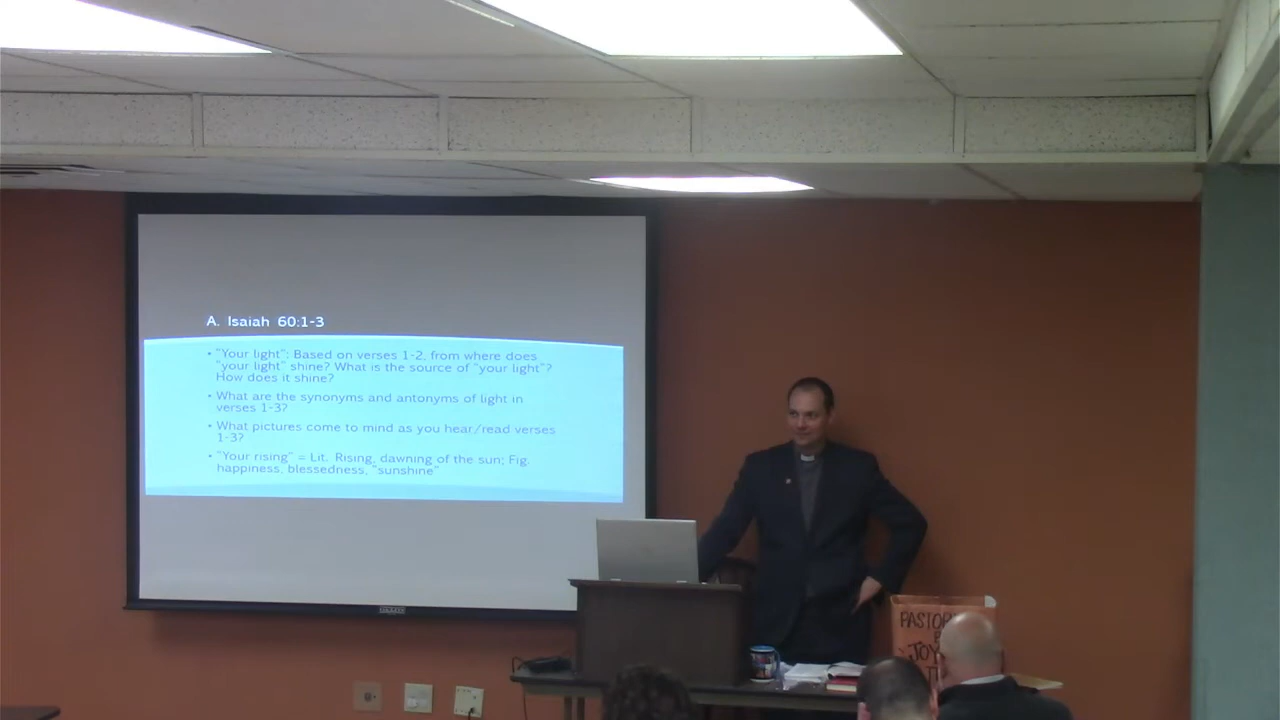 A. Isaiah 60:1-3
• "Your light": Based on verses 1-2, from where does
"your light" shine? What is the source of "your light"?
How does it shine?
• What are the synonyms and antonyms of light in
verses 1-3?
• What pictures come to mind as you hear/read verses
1-3?
• "Your rising" = Lit. Rising, dawning of the sun; Fig.
happiness, blessedness, "sunshine"
PASTOR
JOY